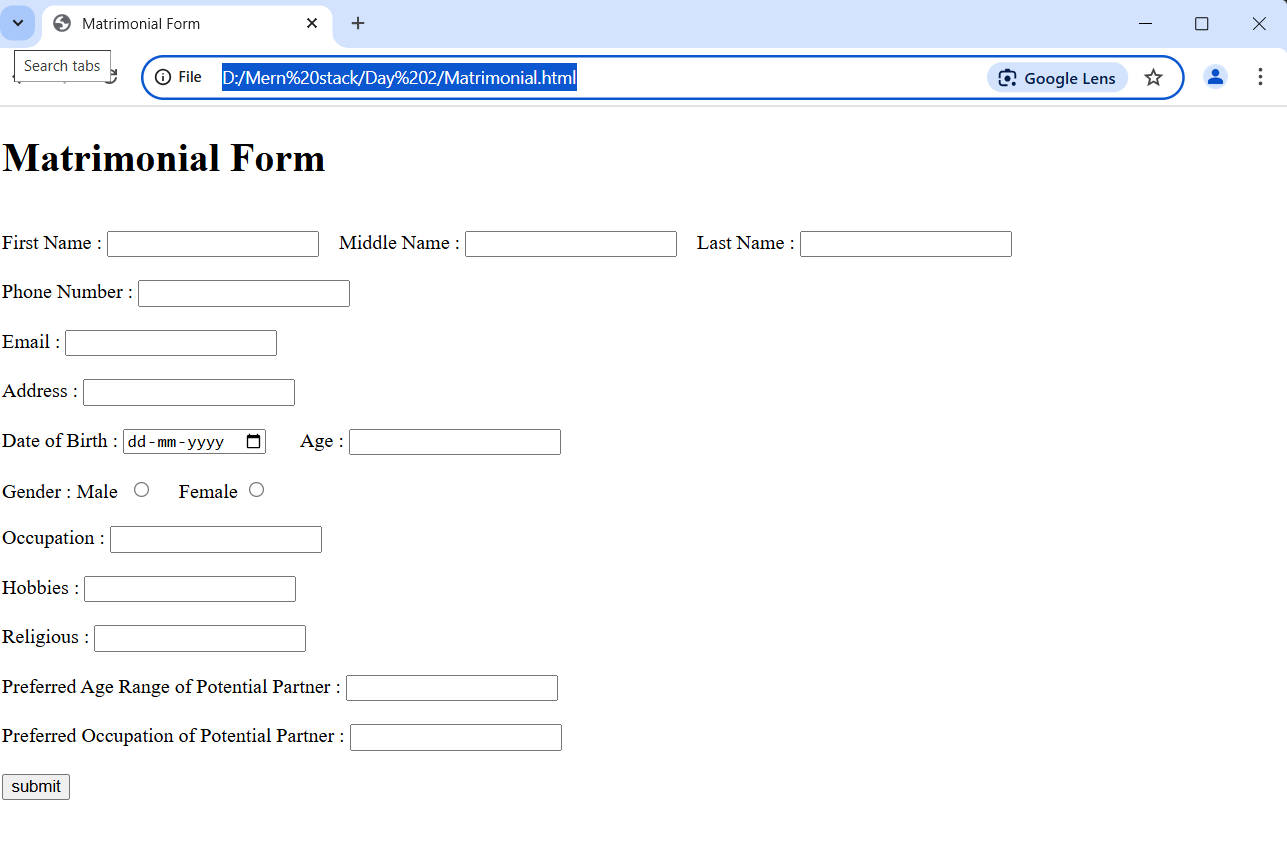 Matrimonial Form
Search tabs
File D:/Mern%20stack/Day%202/Matrimonial.html Google Lens
Matrimonial Form
First Name : Middle Name : Last Name :
Phone Number :
Email :
Address :
Date of Birth : dd-mm-yyyy Age :
Gender : Male Female
Occupation :
Hobbies :
Religious :
Preferred Age Range of Potential Partner :
Preferred Occupation of Potential Partner :
submit